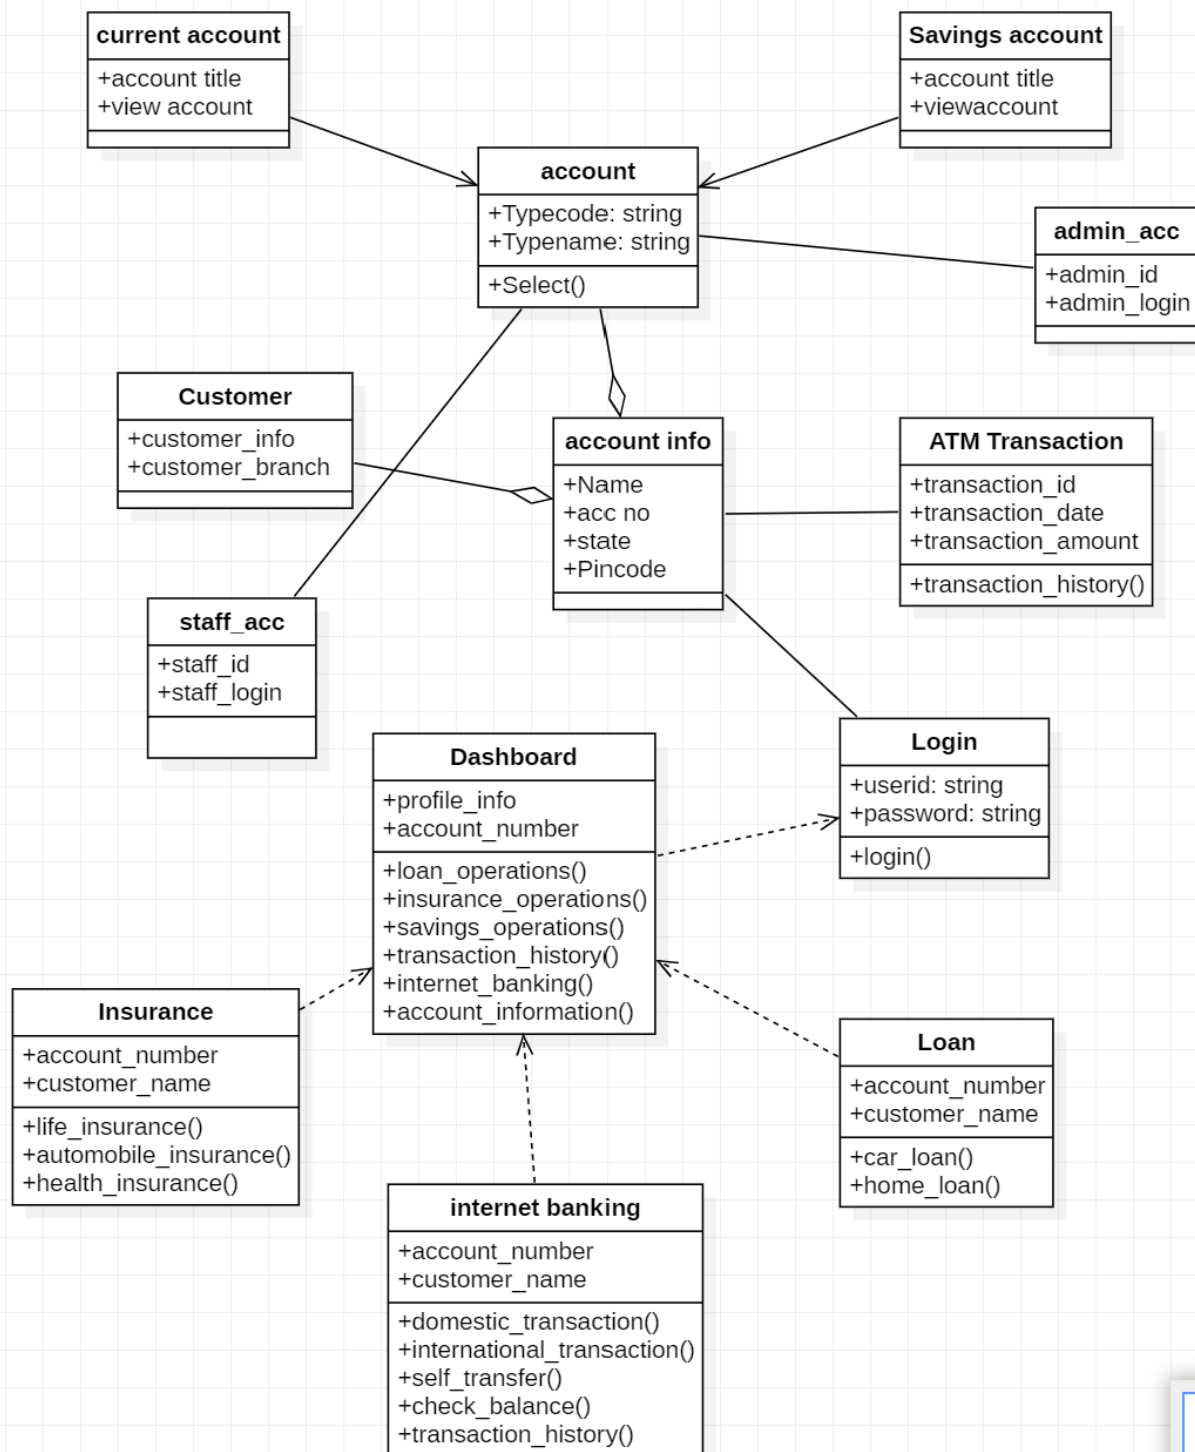 current account
+account title
+view account
Savings account
+account title
+viewaccount
account
+Typecode: string
+Typename: string
+Select()
admin_acc
+admin_id
+admin_login
Customer
+customer_info
+customer_branch
account info
+Name
+acc no
+state
+Pincode
ATM Transaction
+transaction_id
+transaction_date
+transaction_amount
+transaction_history()
staff_acc
+staff_id
+staff_login
Login
+userid: string
+password: string
+login()
Dashboard
+profile_info
+account_number
+loan_operations()
+insurance_operations()
+savings_operations()
+transaction_history()
+internet_banking()
+account_information()
Insurance
+account_number
+customer_name
+life_insurance()
+automobile_insurance()
+health_insurance()
Loan
+account_number
+customer_name
+car_loan()
+home_loan()
internet banking
+account_number
+customer_name
+domestic_transaction()
+international_transaction()
+self_transfer()
+check_balance()
+transaction_history()